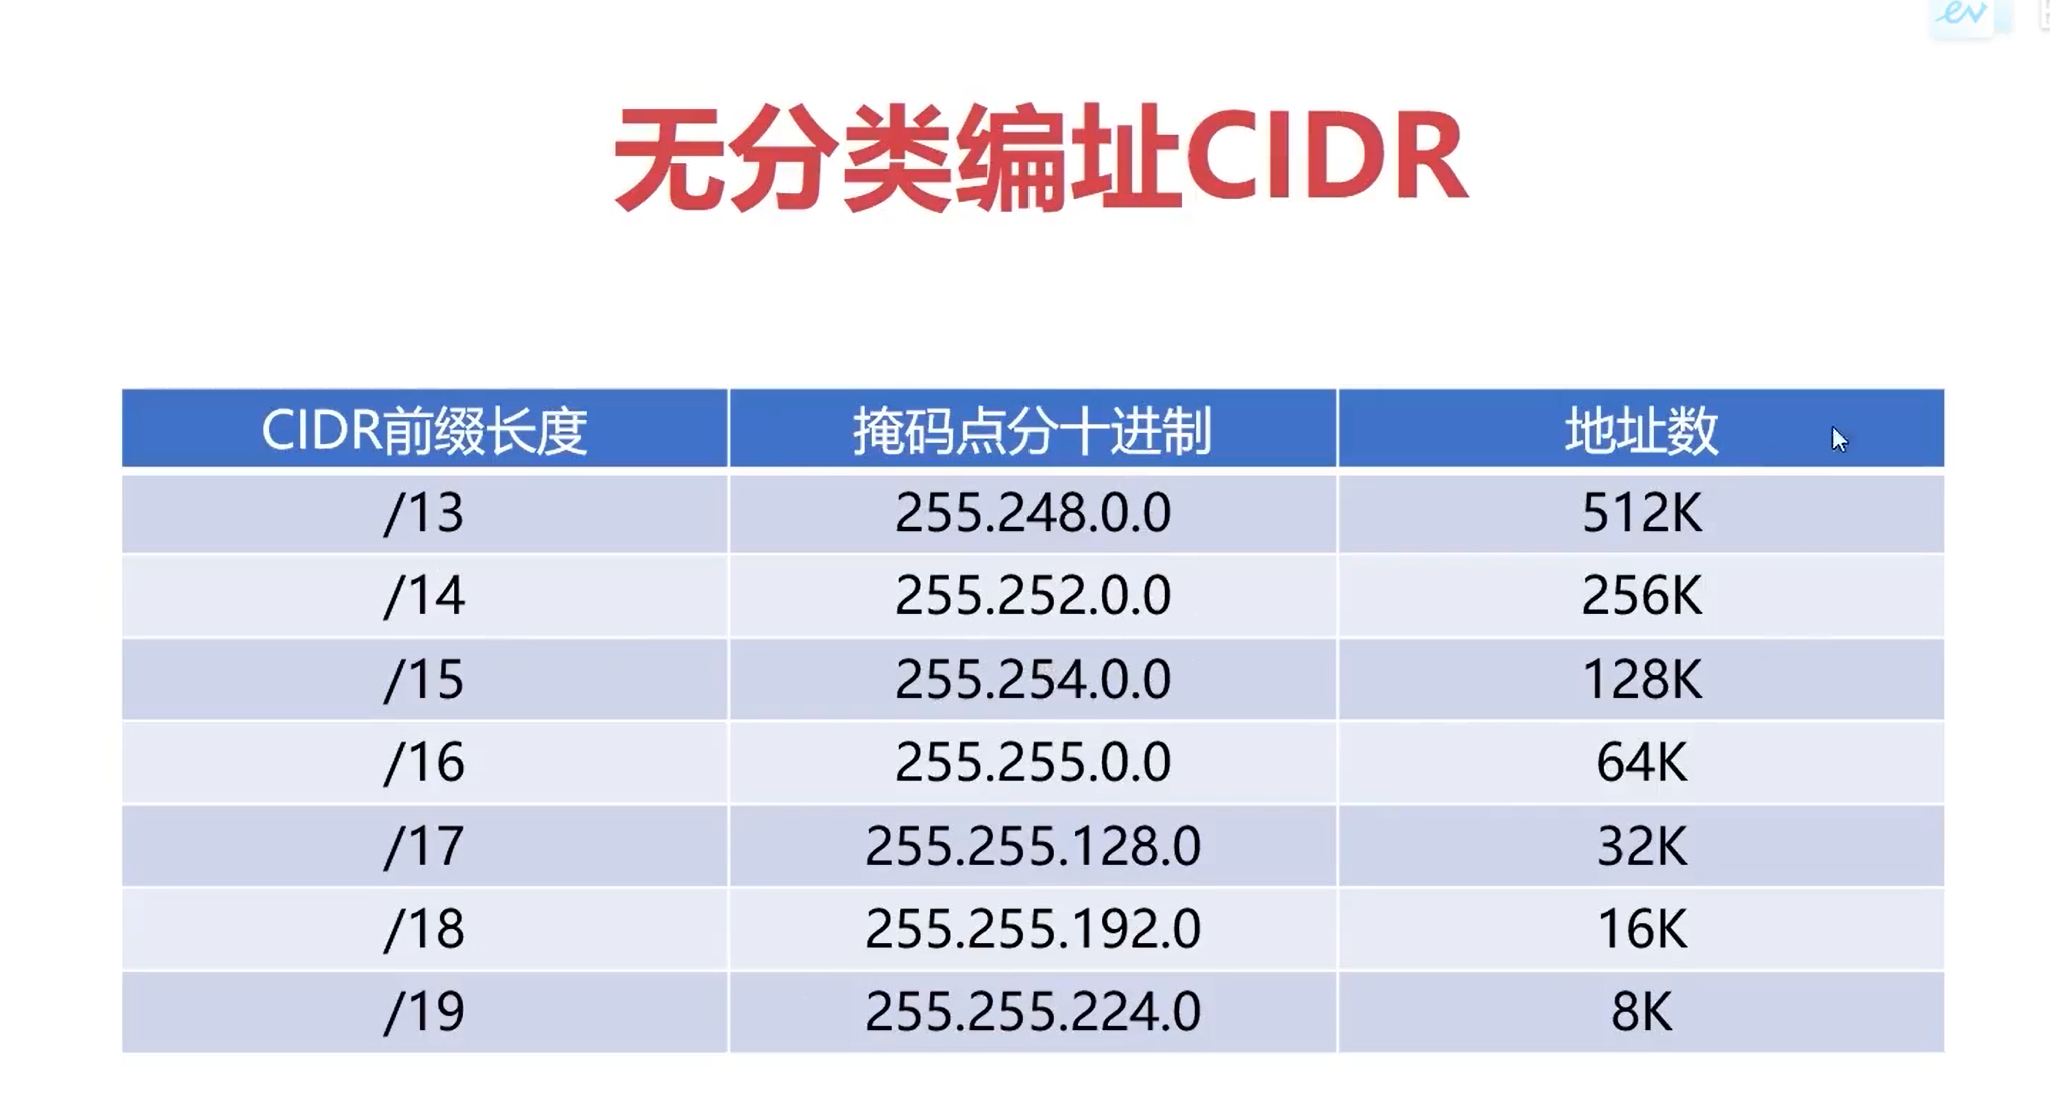 ev
无分类编址CIDR
CIDR前缀长度 掩码点分十进制 地址数
/13 255.248.0.0 512K
/14 255.252.0.0 256K
/15 255.254.0.0 128K
/16 255.255.0.0 64K
/17 255.255.128.0 32K
/18 255.255.192.0 16K
/19 255.255.224.0 8K